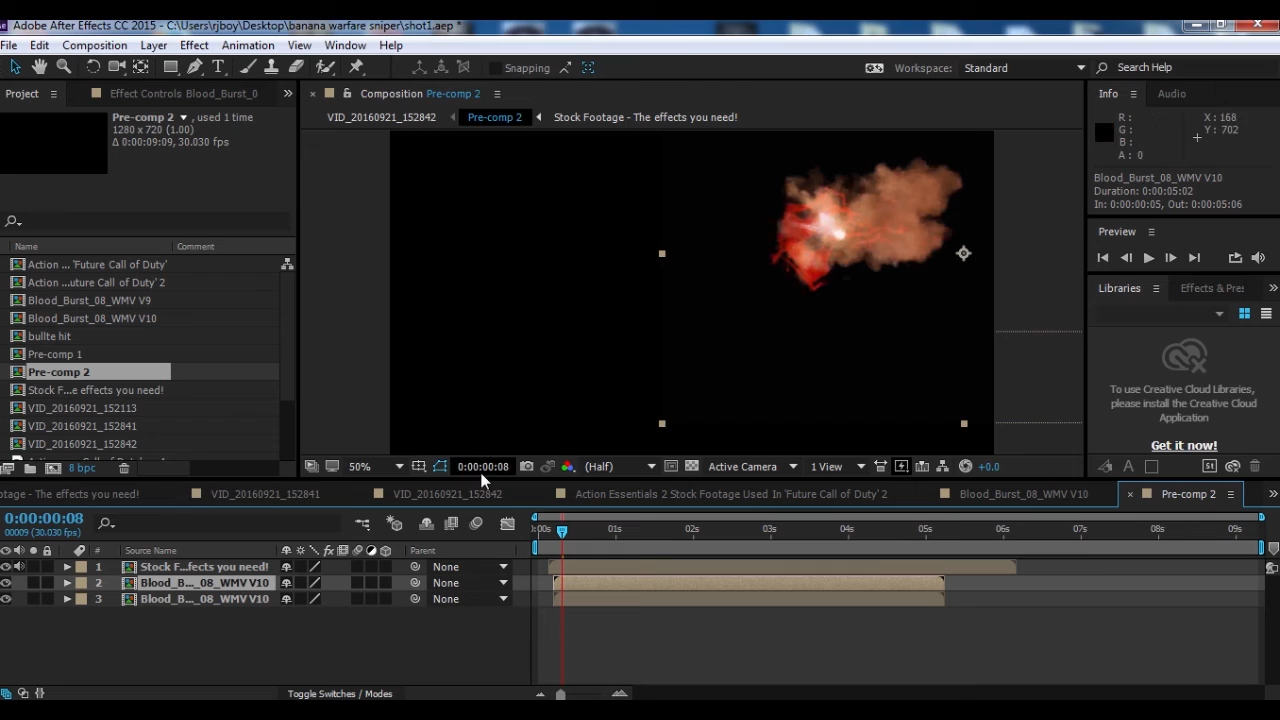 Adobe After Effects CC 2015 - C:\Users\rjboy\Desktop\banana warfare sniper\shot1.aep *
File Edit Composition Layer Effect Animation View Window Help
Snapping Workspace: Standard Search Help
Project Effect Controls Blood_Burst_0 Composition Pre-comp 2 Info Audio
Pre-comp 2 , used 1 time
1280 x 720 (1.00)
Δ 0:00:09:09, 30.030 fps
VID_20160921_152842 Pre-comp 2 Stock Footage - The effects you need!
R :
G :
B :
A : 0
X : 168
Y : 702
Blood_Burst_08_WMV V10
Duration: 0:00:05:02
In: 0:00:00:05, Out: 0:00:05:06
Preview
Name Comment
Action ... 'Future Call of Duty'
Action ...uture Call of Duty' 2
Blood_Burst_08_WMV V9
Blood_Burst_08_WMV V10
bullte hit
Pre-comp 1
Pre-comp 2
Stock F...e effects you need!
VID_20160921_152113
VID_20160921_152841
VID_20160921_152842
Libraries Effects & Pres
To use Creative Cloud Libraries,
please install the Creative Cloud
Application
Get it now!
St
8 bpc 50% 0:00:00:08 (Half) Active Camera 1 View +0.0
otage - The effects you need! VID_20160921_152841 VID_20160921_152842 Action Essentials 2 Stock Footage Used In 'Future Call of Duty' 2 Blood_Burst_08_WMV V10 Pre-comp 2
0:00:00:08
00009 (30.030 fps)
:00s 01s 02s 03s 04s 05s 06s 07s 08s 09s
# Source Name fx Parent
1 Stock F...fects you need! None
2 Blood_B..._08_WMV V10 None
3 Blood_B..._08_WMV V10 None
Toggle Switches / Modes